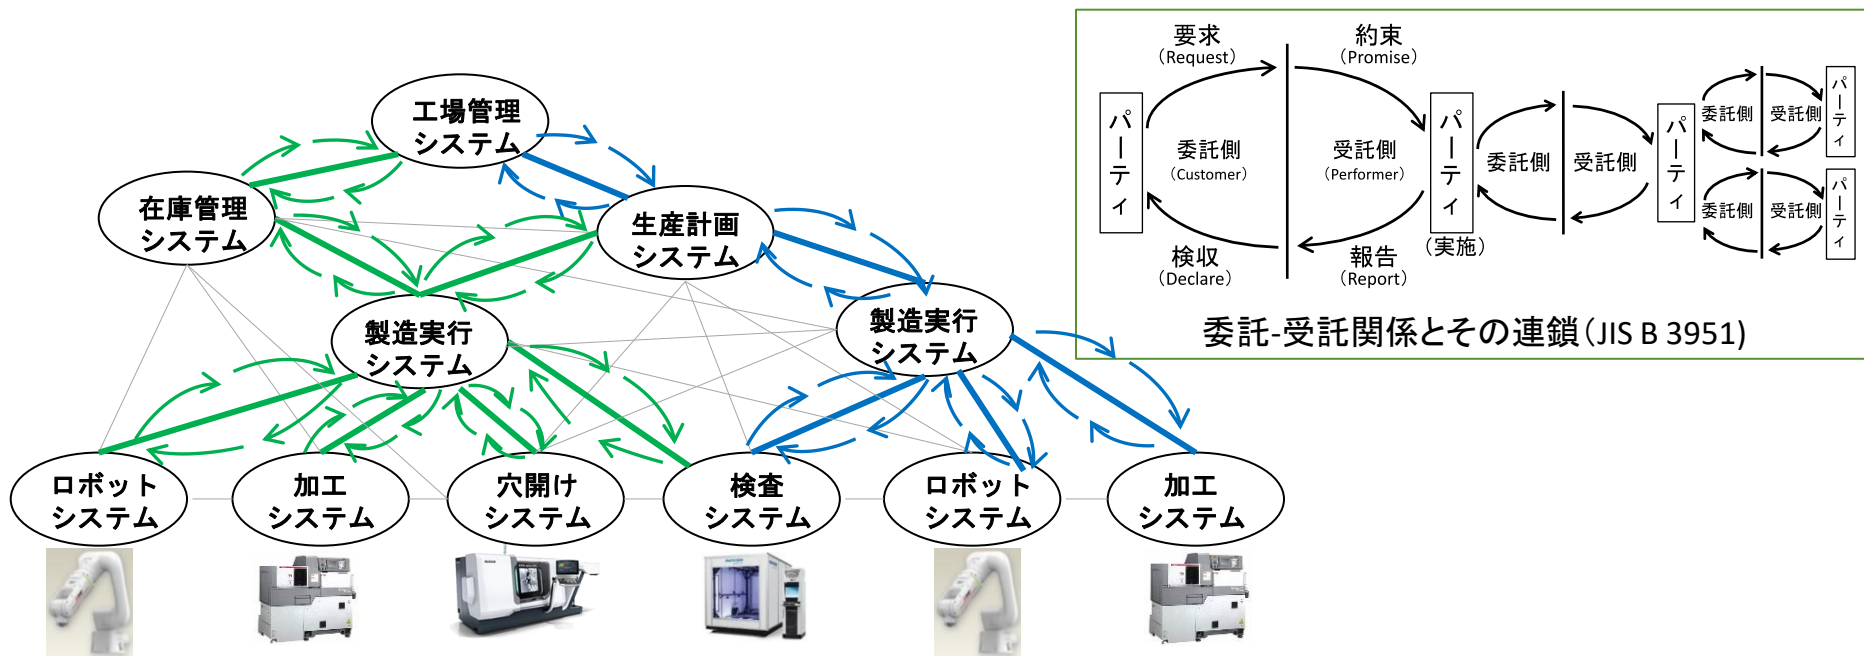 工場管理
システム
在庫管理
システム
生産計画
システム
製造実行
システム
製造実行
システム
ロボット
システム
加工
システム
穴開け
システム
検査
システム
ロボット
システム
加工
システム
要求
（Request）
約束
（Promise）
パーティ
委託側
（Customer）
受託側
（Performer）
パーティ
（実施）
検収
（Declare）
報告
（Report）
委託側
受託側
パーティ
委託側
受託側
パーティ
委託側
受託側
パーティ
委託-受託関係とその連鎖（JIS B 3951)